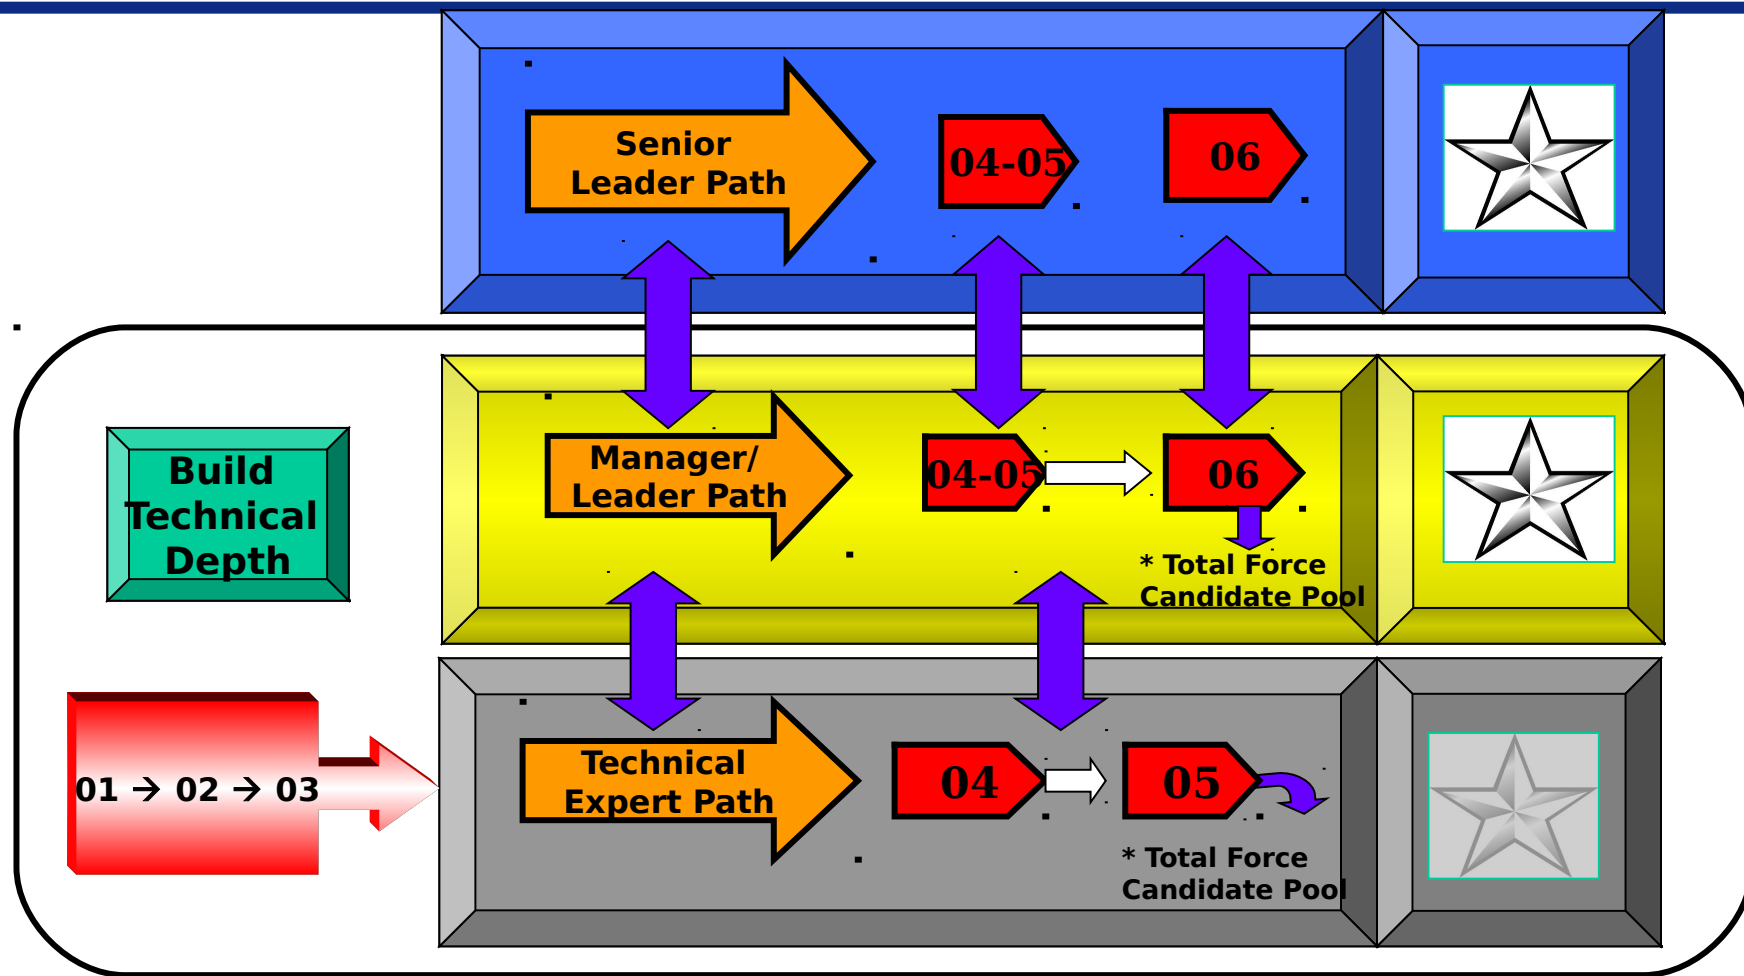 Senior
Leader Path
04-05
06
Build
Technical
Depth
Manager/
Leader Path
04-05
06
* Total Force
Candidate Pool
01 → 02 → 03
Technical
Expert Path
04
05
* Total Force
Candidate Pool